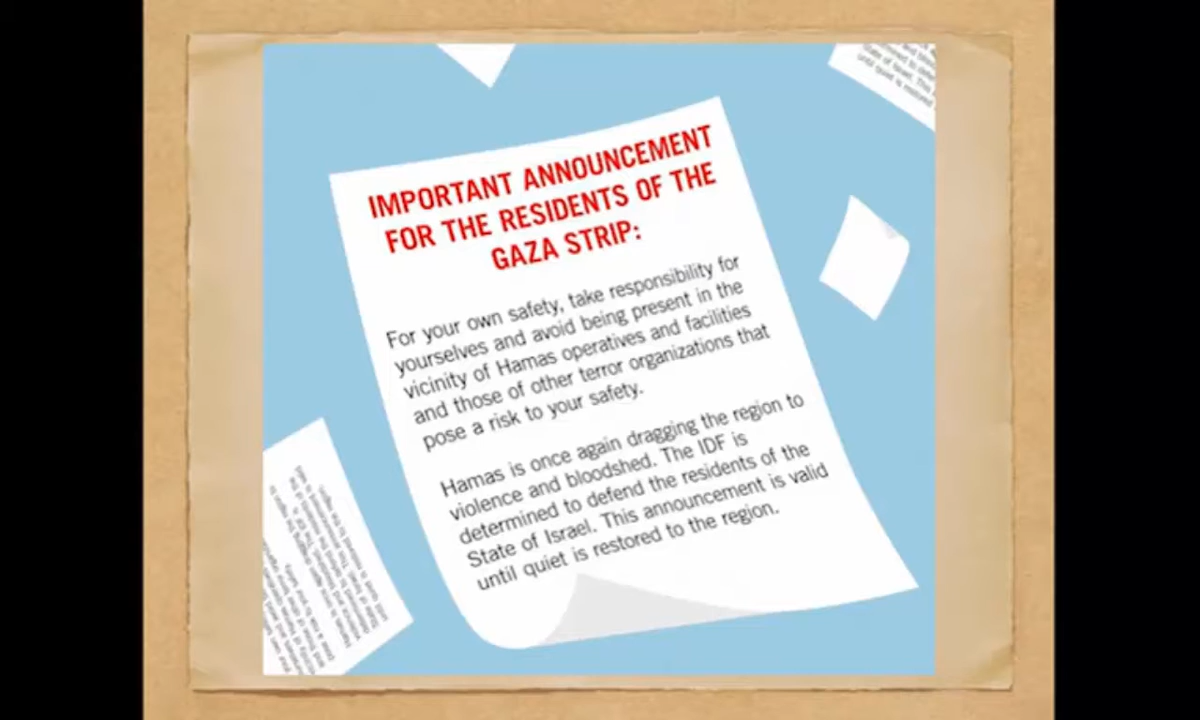 IMPORTANT ANNOUNCEMENT
FOR THE RESIDENTS OF THE
GAZA STRIP:
For your own safety, take responsibility for
yourselves and avoid being present in the
vicinity of Hamas operatives and facilities
and those of other terror organizations that
pose a risk to your safety.
Hamas is once again dragging the region to
violence and bloodshed. The IDF is
determined to defend the residents of the
State of Israel. This announcement is valid
until quiet is restored to the region.
until quiet is restored